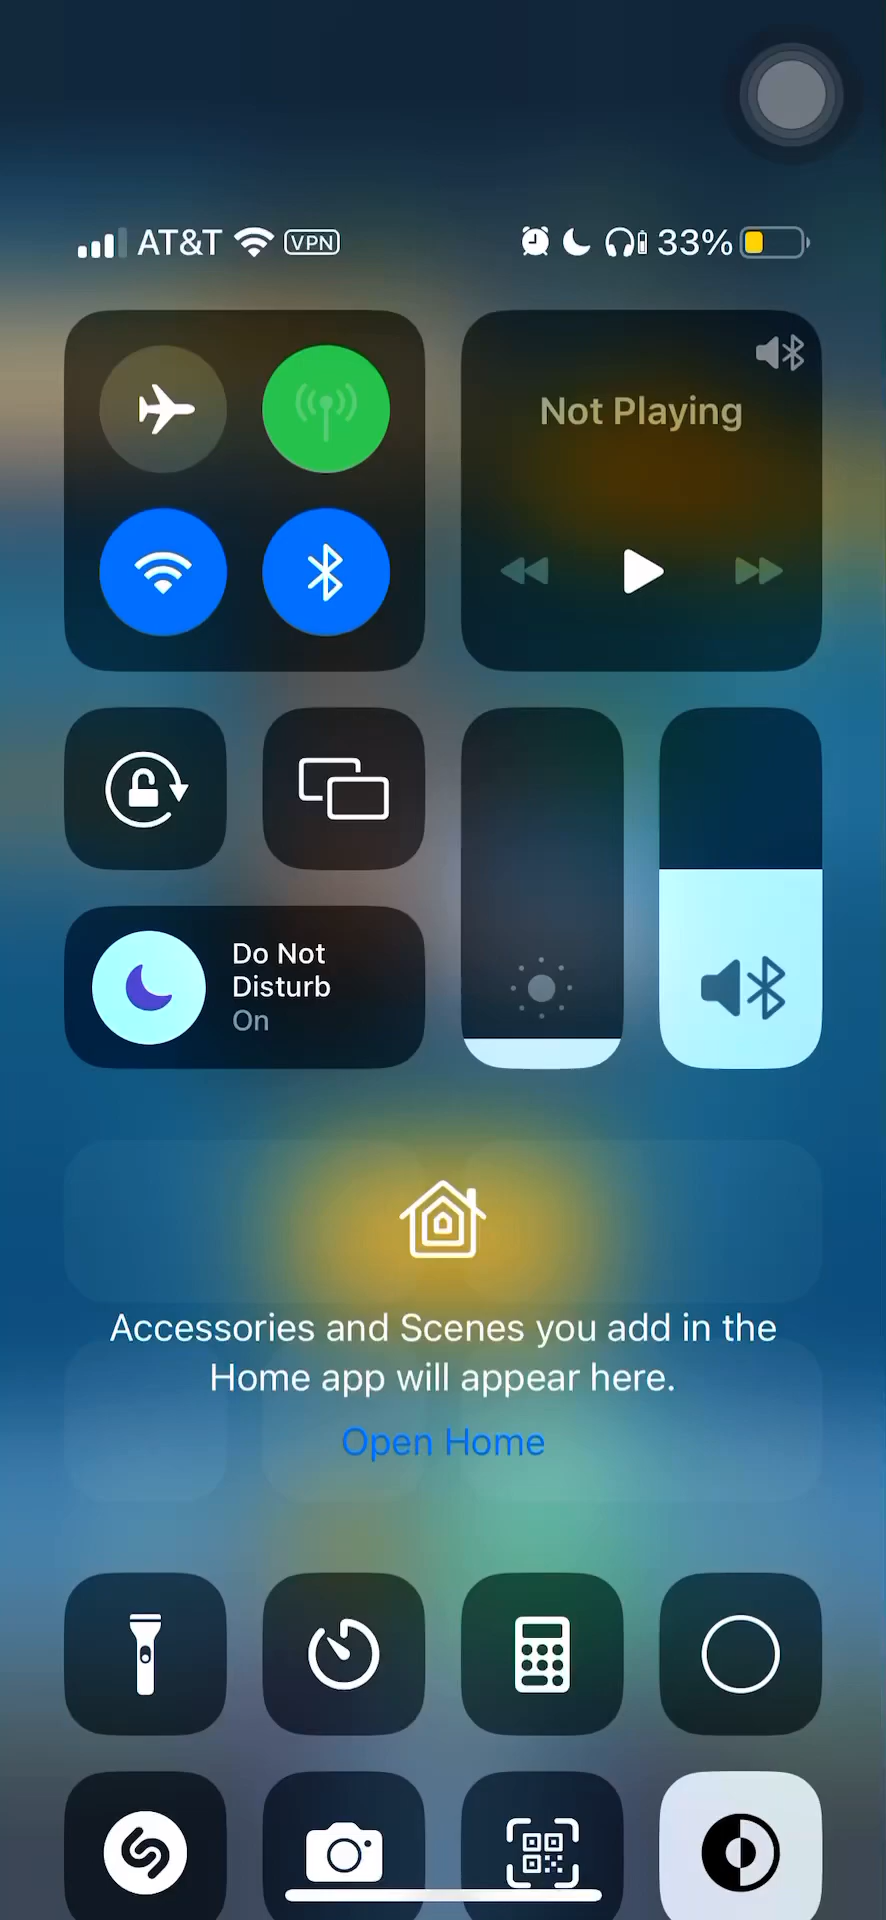 AT&T VPN 33%
Not Playing
Do Not
Disturb
On
Accessories and Scenes you add in the
Home app will appear here.
Open Home